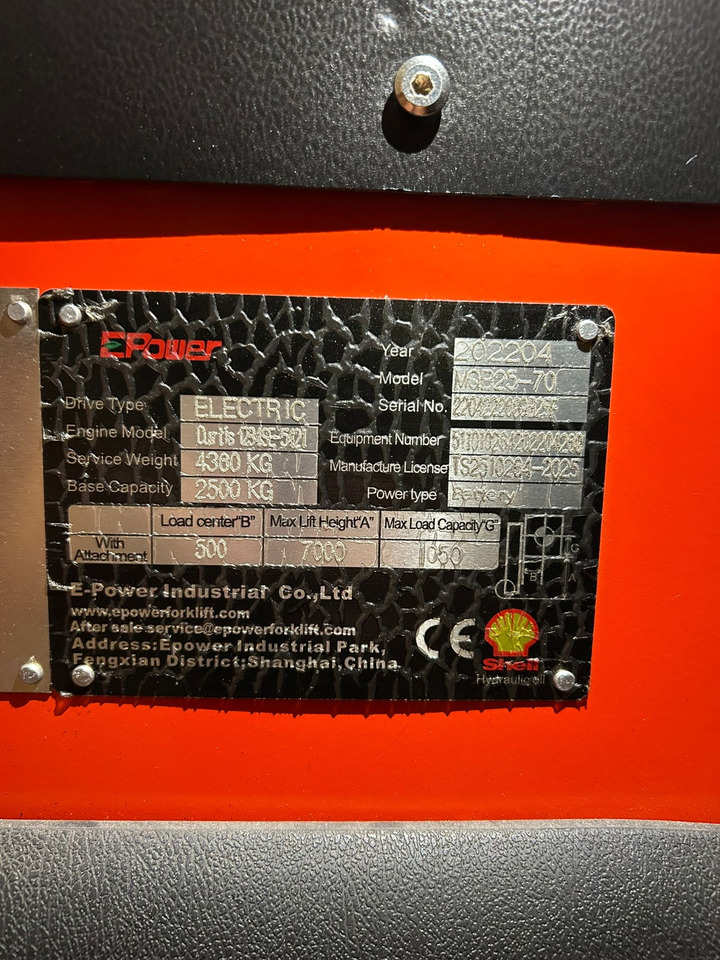 EPower
Year 202204
Model
Serial No.
Drive Type ELECTRIC
Engine Model Curtis
Equipment Number
Service Weight 4360 KG
Manufacture License TS2510264-2025
Base Capacity 2500 KG
Power type Battery
Load center"B" Max Lift Height"A" Max Load Capacity"G"
With Attachment 500 7000 1050
G
B A
E-Power Industrial Co.,Ltd
www.epowerforklift.com
After sale service@epowerforklift.com
Address:Epower Industrial Park,
Fengxian District;Shanghai,China
CE
Shell
Hydraulic oil